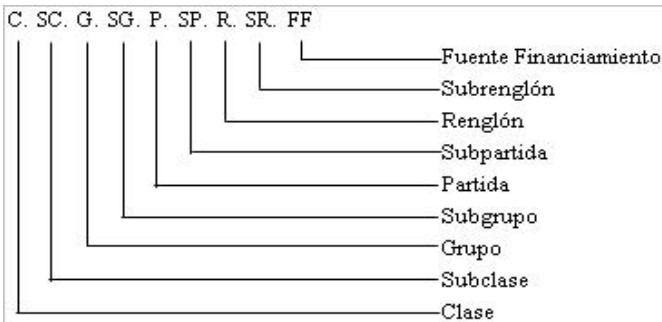 C. SC. G. SG. P. SP. R. SR. FF
Fuente Financiamiento
Subrenglón
Renglón
Subpartida
Partida
Subgrupo
Grupo
Subclase
Clase